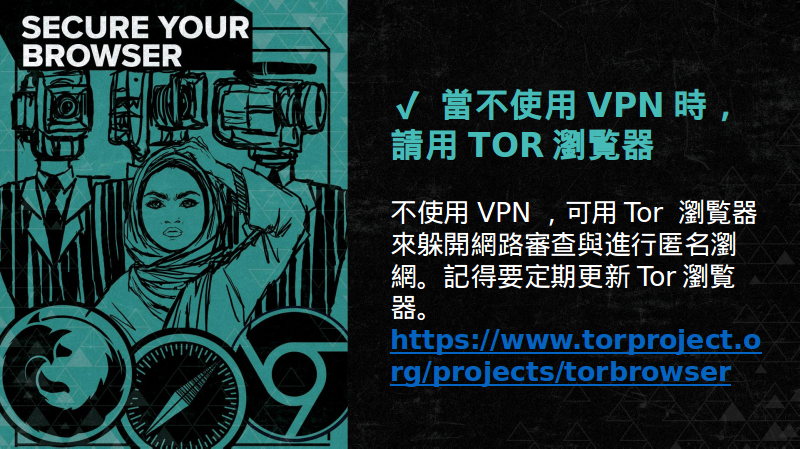 SECURE YOUR
BROWSER
✓ 當不使用 VPN 時，
請用 TOR 瀏覽器
不使用 VPN ，可用 Tor 瀏覽器
來躲開網路審查與進行匿名瀏
網。記得要定期更新 Tor 瀏覽
器。
https://www.torproject.o
rg/projects/torbrowser